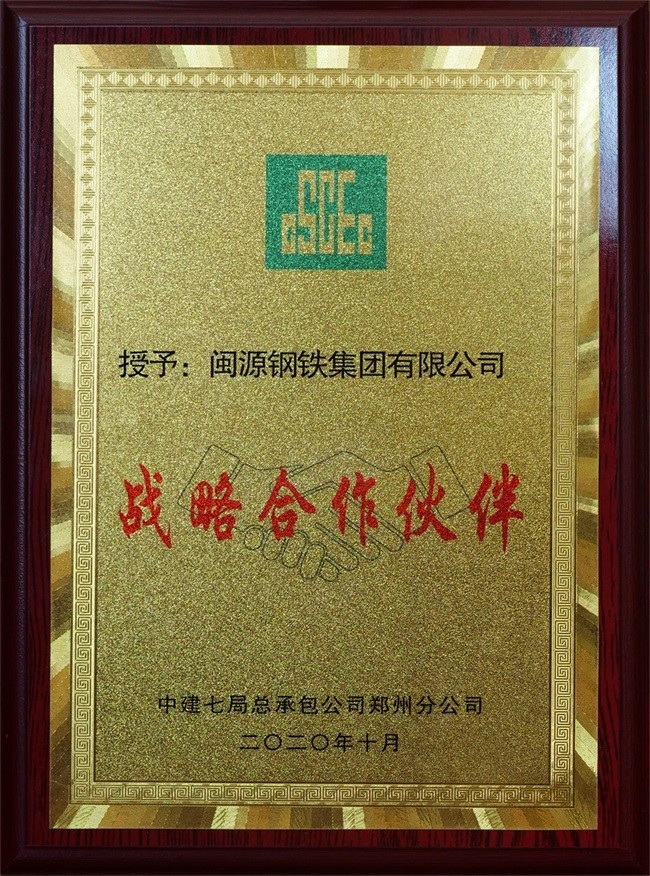 CSCEC
授予：闽源钢铁集团有限公司
战略合作伙伴
中建七局总承包公司郑州分公司
二〇二〇年十月